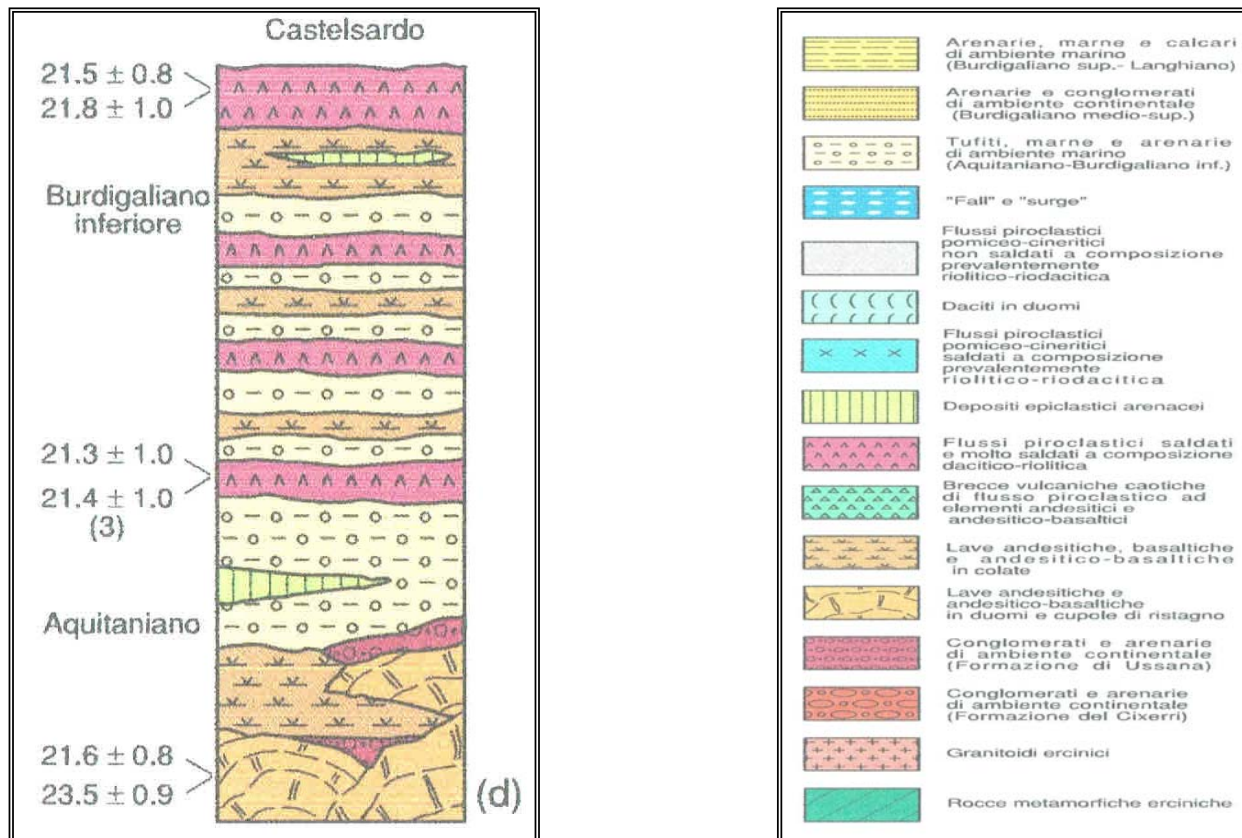 Castelsardo
21.5 ± 0.8
21.8 ± 1.0
Burdigaliano
inferiore
21.3 ± 1.0
21.4 ± 1.0
(3)
Aquitaniano
21.6 ± 0.8
23.5 ± 0.9
(d)
Arenarie, marne e calcari
di ambiente marino
(Burdigaliano sup.- Langhiano)
Arenarie e conglomerati
di ambiente continentale
(Burdigaliano medio-sup.)
Tufiti, marne e arenarie
di ambiente marino
(Aquitaniano-Burdigaliano inf.)
"Fall" e "surge"
Flussi piroclastici
pomiceo-cineritici
non saldati a composizione
prevalentemente
riolitico-riodacitica
Daciti in duomi
Flussi piroclastici
pomiceo-cineritici
saldati a composizione
prevalentemente
riolitico-riodacitica
Depositi epiclastici arenacei
Flussi piroclastici saldati
e molto saldati a composizione
dacitico-riolitica
Brecce vulcaniche caotiche
di flusso piroclastico ad
elementi andesitici e
andesitico-basaltici
Lave andesitiche, basaltiche
e andesitico-basaltiche
in colate
Lave andesitiche e
andesitico-basaltiche
in duomi e cupole di ristagno
Conglomerati e arenarie
di ambiente continentale
(Formazione di Ussana)
Conglomerati e arenarie
di ambiente continentale
(Formazione del Cixerri)
Granitoidi ercinici
Rocce metamorfiche erciniche